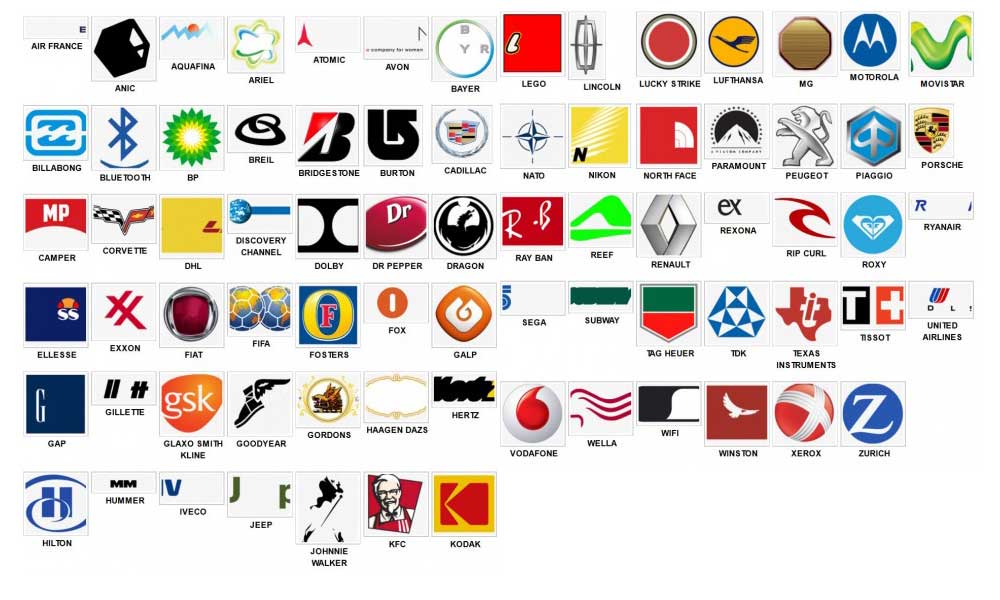 E
AIR FRANCE
ANIC
AQUAFINA
ARIEL
ATOMIC
a company for women
AVON
B
Y R
BAYER
LEGO
LINCOLN
LUCKY STRIKE
LUFTHANSA
MG
MOTOROLA
MOVISTAR
BILLABONG
BLUETOOTH
BP
BREIL
B
BRIDGESTONE
BURTON
CADILLAC
NATO
N
NIKON
NORTH FACE
A VIACOM COMPANY
PARAMOUNT
PEUGEOT
PIAGGIO
PORSCHE
MP
CAMPER
CORVETTE
DHL
DISCOVERY
CHANNEL
DOLBY
Dr
DR PEPPER
DRAGON
R .B
RAY BAN
REEF
RENAULT
ex
REXONA
RIP CURL
ROXY
R
RYANAIR
SS
ELLESSE
XX
EXXON
FIAT
FIFA
F
FOSTERS
O
FOX
G
GALP
SEGA
SUBWAY
TAG HEUER
TDK
TEXAS
INSTRUMENTS
T
TISSOT
D L S
UNITED
AIRLINES
G
GAP
GILLETTE
gsk
GLAXO SMITH
KLINE
GOODYEAR
GORDONS
HAAGEN DAZS
HERTZ
VODAFONE
WELLA
WIFI
WINSTON
XEROX
Z
ZURICH
H
HILTON
MM
HUMMER
IV
IVECO
J p
JEEP
JOHNNIE
WALKER
KFC
K
KODAK